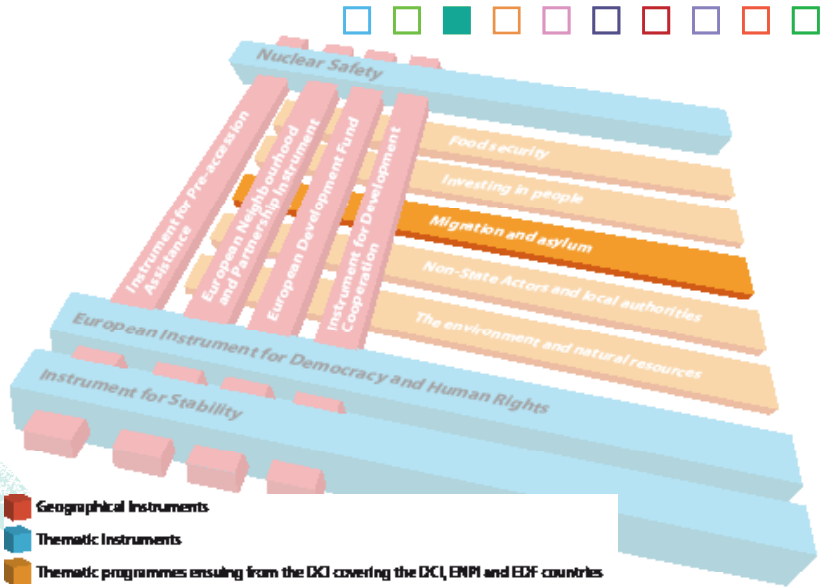 Nuclear Safety
Instrument for Pre-accession
Assistance
European Neighbourhood
and Partnership Instrument
European Development Fund
Instrument for Development
Cooperation
Food security
Investing in people
Migration and asylum
Non-State Actors and local authorities
The environment and natural resources
European Instrument for Democracy and Human Rights
Instrument for Stability
Geographical Instruments
Thematic Instruments
Thematic programmes ensuing from the DCI covering the DCI, ENPI and EDF countries